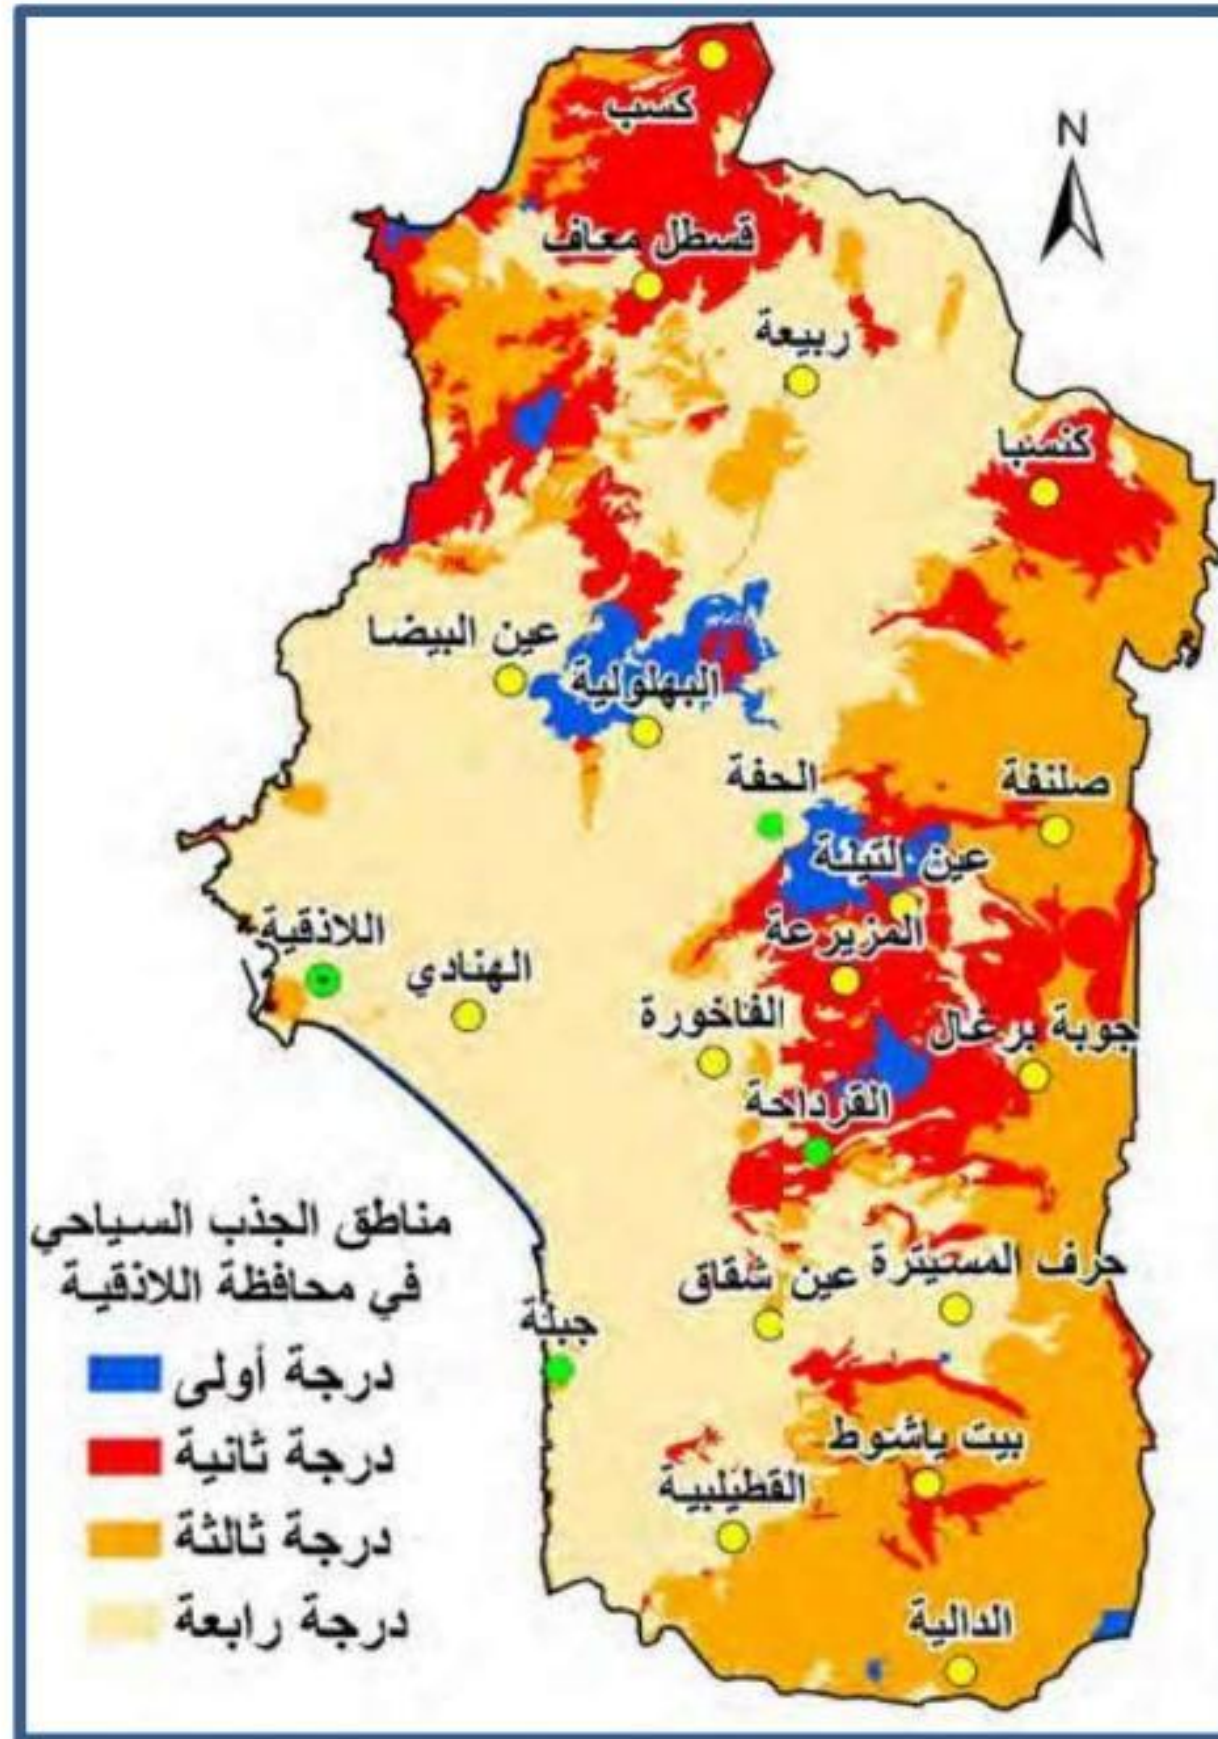 N
كسب
قسطل معاف
ربيعة
كنسبا
عين البيضا
البهلولية
الحفة
صلنفة
عين التينة
المزيرعة
اللاذقية
الهنادي
الفاخورة
جوبة برغال
القرداحة
مناطق الجذب السياحي
في محافظة اللاذقية
حرف المسيترة
عين شقاق
جبلة
درجة أولى
درجة ثانية
درجة ثالثة
درجة رابعة
بيت ياشوط
القطيلبية
الدالية